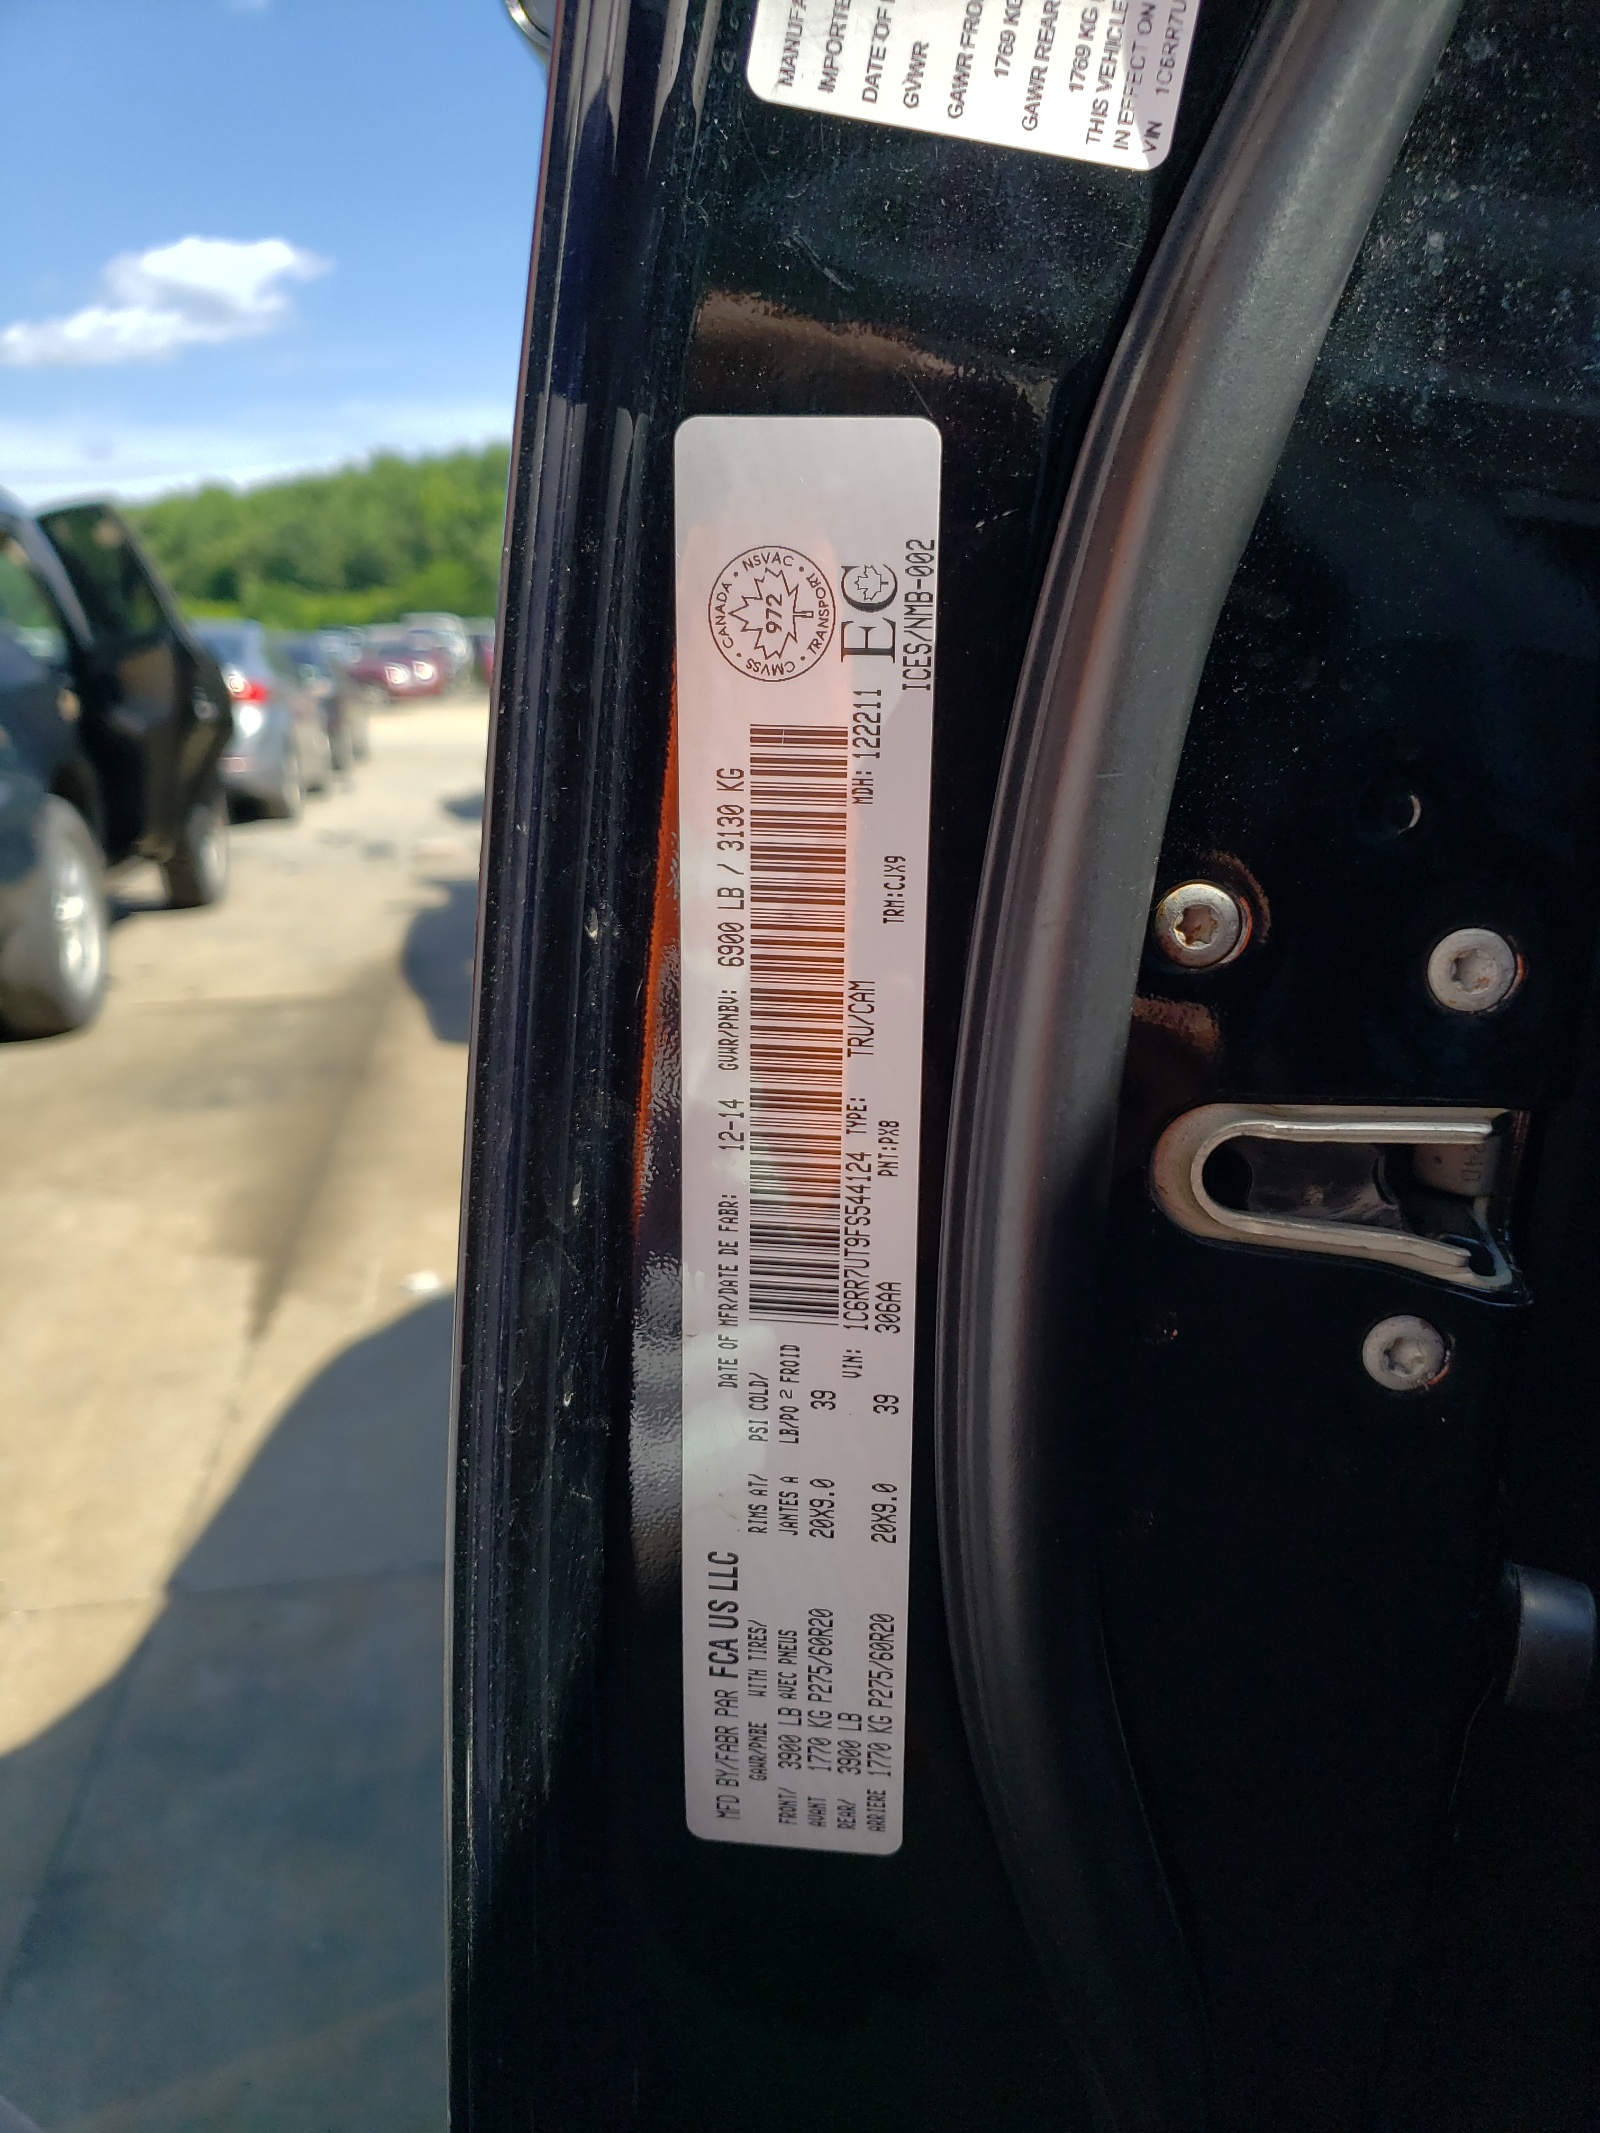 MFD BY/FABR PAR FCA US LLC
DATE OF MFR/DATE DE FABR: 12-14 GVWR/PNBV: 6900 LB / 3130 KG
GAWR/PNBE WITH TIRES/ RIMS AT/ PSI COLD/
FRONT/ 3900 LB AVEC PNEUS JANTES A LB/PO 2 FROID
AVANT 1770 KG P275/60R20 20X9.0 39
REAR/ 3900 LB
ARRIERE 1770 KG P275/60R20 20X9.0 39
VIN: 1C6RR7UT9FS544124 TYPE: TRU/CAM MDH: 122211
306AA PNT:PX8 TRM:CJX9
CANADA • NSVAC • TRANSPORT • CMVSS •
972
EC
ICES/NMB-002
MANUFA
IMPORTE
DATE OF
GVWR
GAWR FRO
1769 KG
GAWR REAR
1769 KG
THIS VEHICLE
IN EFFECT ON
VIN 1C6RR7U